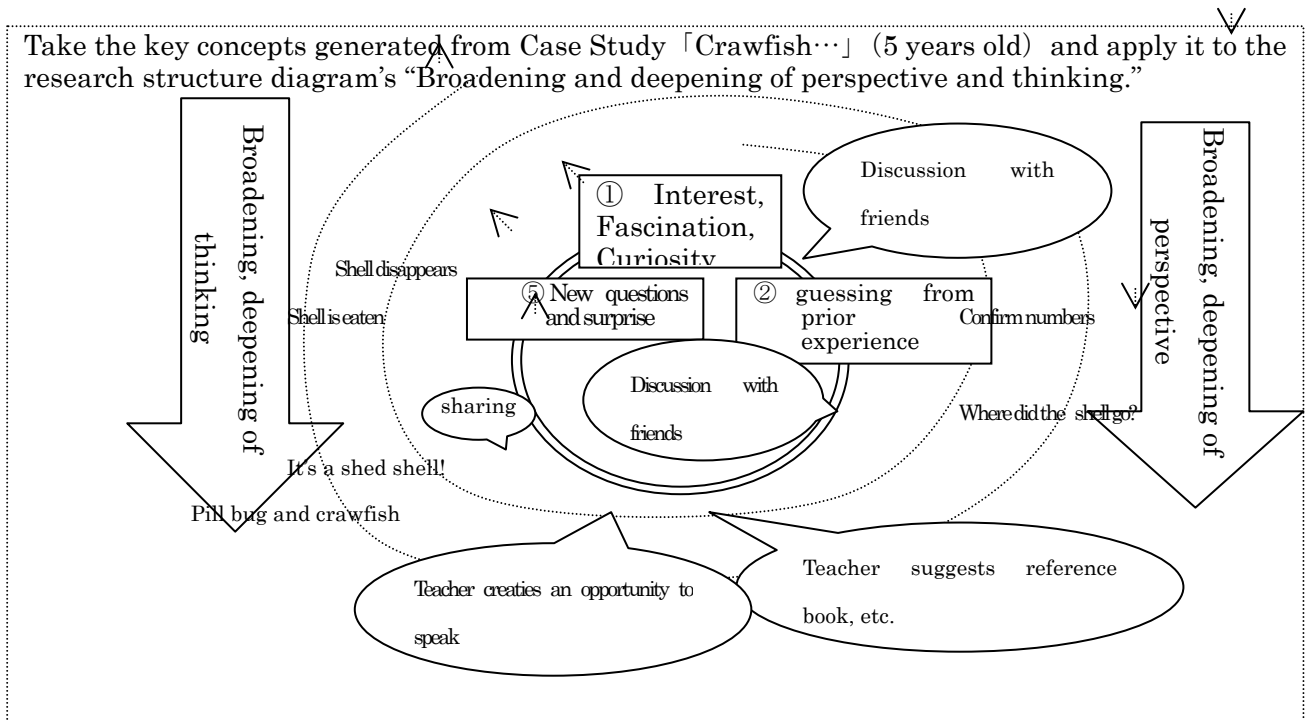 Take the key concepts generated from Case Study「Crawfish…」(5 years old) and apply it to the
research structure diagram's “Broadening and deepening of perspective and thinking.”
Broadening, deepening of
thinking
Broadening, deepening of
perspective
Discussion with
friends
① Interest,
Fascination,
Curiosity
Shell disappears
⑤ New questions
and surprise
② guessing from
prior
experience
Shell is eaten
Confirm numbers
Discussion with
friends
sharing
Where did the shell go?
It's a shed shell!
Pill bug and crawfish
Teacher creaties an opportunity to
speak
Teacher suggests reference
book, etc.